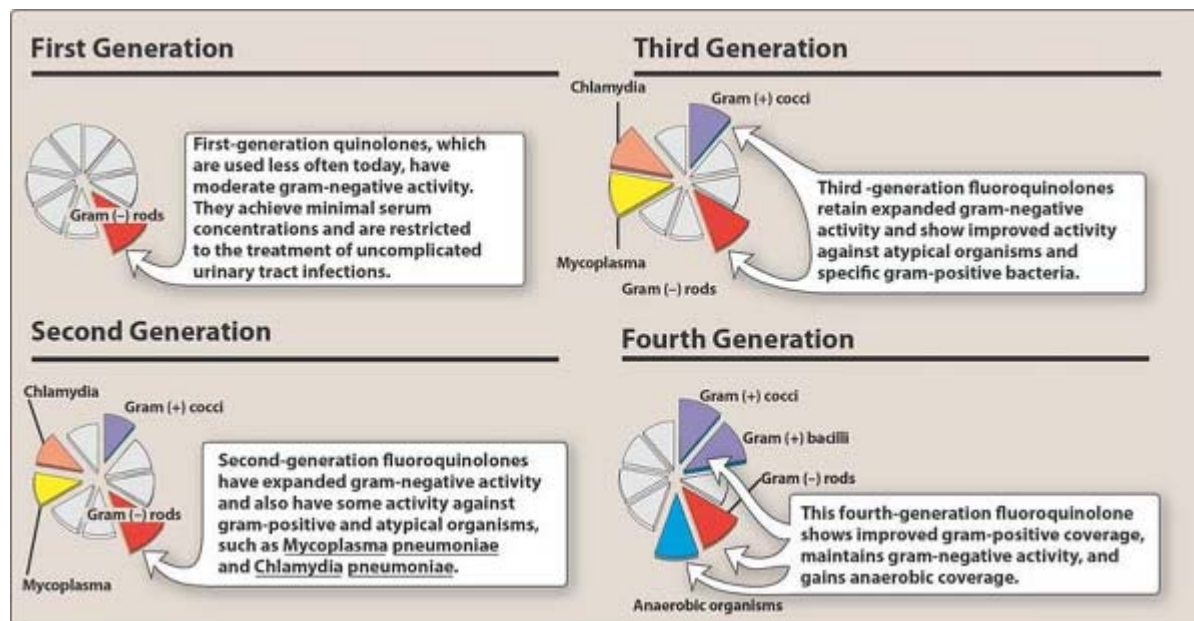 First Generation
Gram (–) rods
First-generation quinolones, which
are used less often today, have
moderate gram-negative activity.
They achieve minimal serum
concentrations and are restricted
to the treatment of uncomplicated
urinary tract infections.
Second Generation
Chlamydia
Gram (+) cocci
Gram (–) rods
Mycoplasma
Second-generation fluoroquinolones
have expanded gram-negative activity
and also have some activity against
gram-positive and atypical organisms,
such as Mycoplasma pneumoniae
and Chlamydia pneumoniae.
Third Generation
Chlamydia
Gram (+) cocci
Mycoplasma
Gram (–) rods
Third -generation fluoroquinolones
retain expanded gram-negative
activity and show improved activity
against atypical organisms and
specific gram-positive bacteria.
Fourth Generation
Gram (+) cocci
Gram (+) bacilli
Gram (–) rods
Anaerobic organisms
This fourth-generation fluoroquinolone
shows improved gram-positive coverage,
maintains gram-negative activity, and
gains anaerobic coverage.